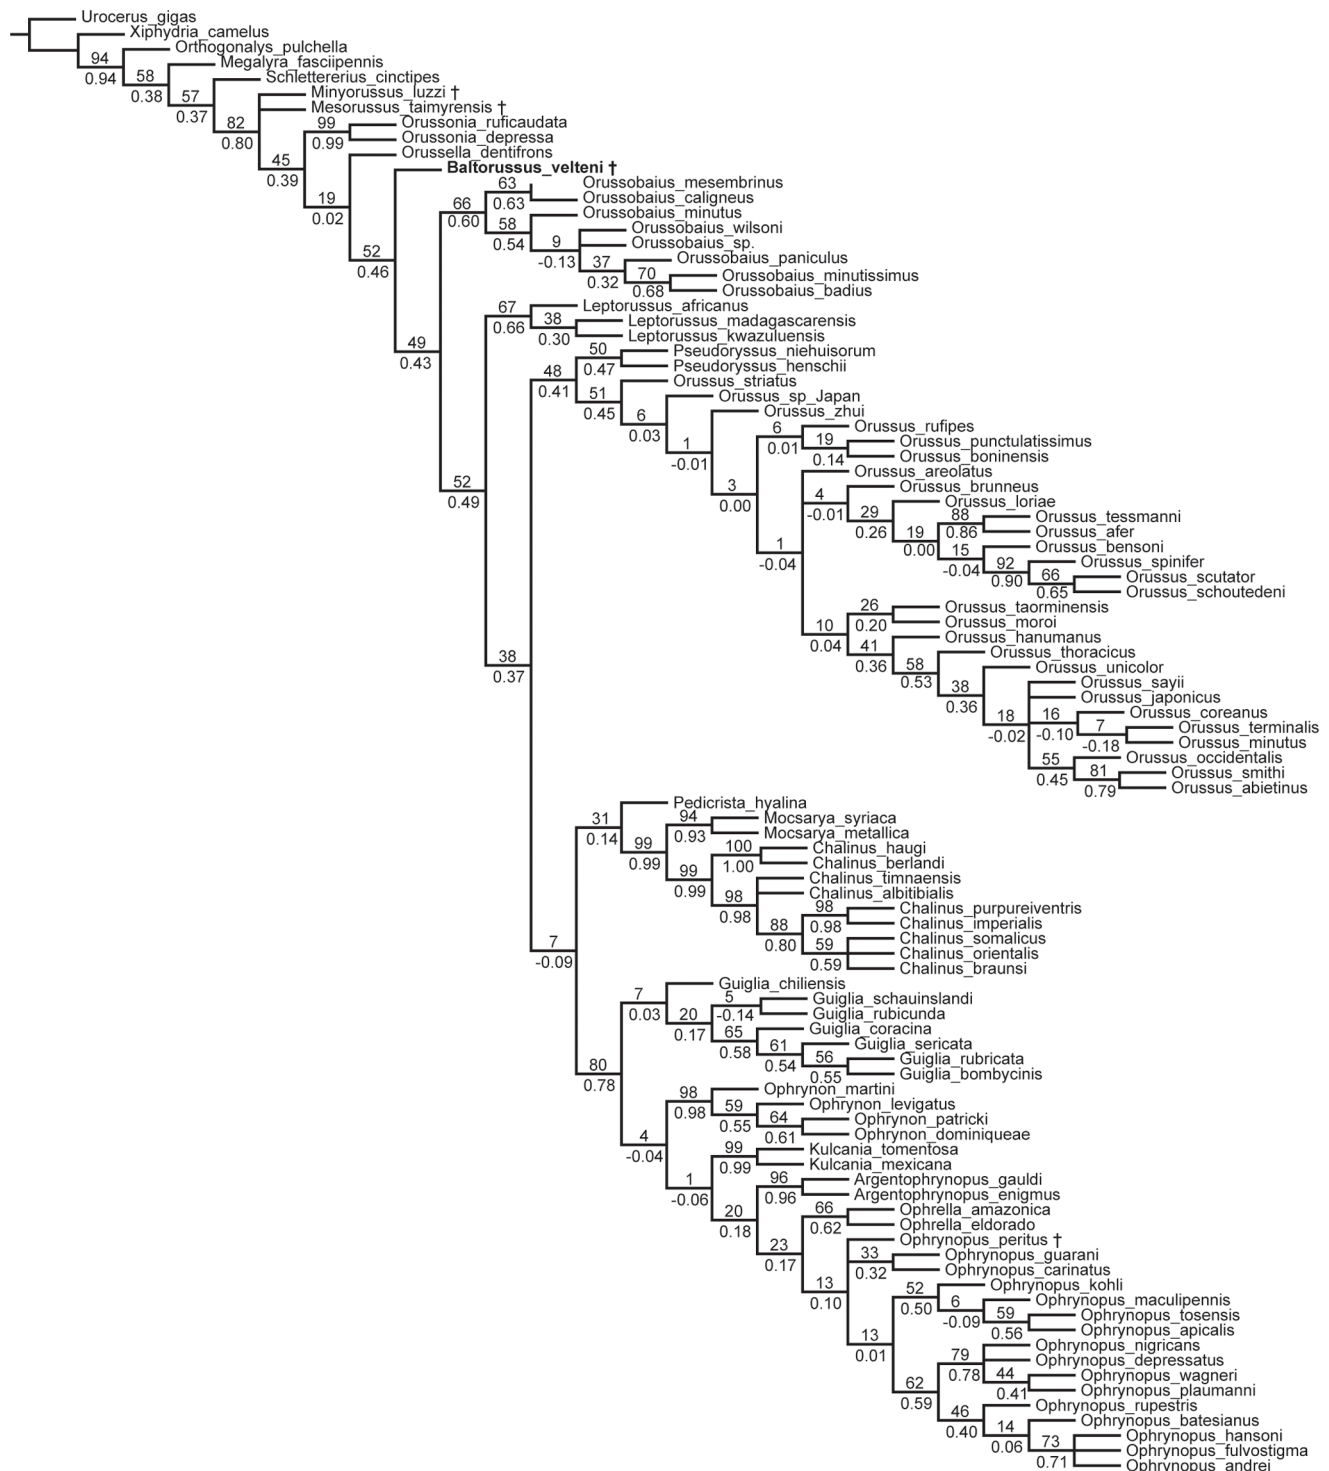 Urocerus_gigas
Xiphydria_camelus
94
Orthogonalys_pulchella
0.94
58
Megalyra_fasciipennis
0.38
57
Schlettererius_cinctipes
0.37
Minyorussus_luzzi †
Mesorussus_taimyrensis †
82
0.80
99
Orussonia_ruficaudata
0.99
Orussonia_depressa
45
0.39
Orussella_dentifrons
Baltorussus_velteni †
19
0.02
63
Orussobaius_mesembrinus
0.63
Orussobaius_caligneus
66
0.60
Orussobaius_minutus
58
0.54
Orussobaius_wilsoni
9
Orussobaius_sp.
-0.13
52
0.46
37
Orussobaius_paniculus
0.32
70
Orussobaius_minutissimus
0.68
Orussobaius_badius
67
Leptorussus_africanus
0.66
38
Leptorussus_madagascarensis
0.30
Leptorussus_kwazuluensis
49
0.43
50
Pseudoryssus_niehuisorum
0.47
Pseudoryssus_henschii
48
0.41
Orussus_striatus
51
0.45
Orussus_sp_Japan
6
0.03
Orussus_zhui
1
-0.01
6
Orussus_rufipes
0.01
19
Orussus_punctulatissimus
0.14
Orussus_boninensis
Orussus_areolatus
52
0.49
3
0.00
4
Orussus_brunneus
-0.01
29
Orussus_loriae
0.26
88
Orussus_tessmanni
0.86
Orussus_afer
19
0.00
15
Orussus_bensoni
-0.04
92
Orussus_spinifer
0.90
66
Orussus_scutator
0.65
Orussus_schoutedeni
1
-0.04
26
Orussus_taorminensis
0.20
Orussus_moroi
10
0.04
Orussus_hanumanus
41
0.36
Orussus_thoracicus
58
0.53
Orussus_unicolor
38
0.36
Orussus_sayii
Orussus_japonicus
18
-0.02
16
Orussus_coreanus
-0.10
7
Orussus_terminalis
-0.18
Orussus_minutus
55
Orussus_occidentalis
0.45
81
Orussus_smithi
0.79
Orussus_abietinus
38
0.37
Pedicrista_hyalina
31
0.14
94
Mocsarya_syriaca
0.93
Mocsarya_metallica
99
0.99
100
Chalinus_haugi
1.00
Chalinus_berlandi
99
0.99
Chalinus_timnaensis
Chalinus_albitibialis
98
0.98
98
Chalinus_purpureiventris
0.98
Chalinus_imperialis
88
0.80
59
Chalinus_somalicus
Chalinus_orientalis
0.59
Chalinus_braunsi
7
-0.09
Guiglia_chiliensis
7
0.03
5
Guiglia_schauinslandi
-0.14
Guiglia_rubicunda
20
0.17
65
Guiglia_coracina
0.58
61
Guiglia_sericata
0.54
56
Guiglia_rubricata
0.55
Guiglia_bombycinis
80
0.78
98
Ophrynon_martini
0.98
59
Ophrynon_levigatus
0.55
64
Ophrynon_patricki
0.61
Ophrynon_dominiqueae
4
-0.04
99
Kulcania_tomentosa
0.99
Kulcania_mexicana
1
-0.06
96
Argentophrynopus_gauldi
0.96
Argentophrynopus_enigmus
20
0.18
66
Ophrella_amazonica
0.62
Ophrella_eldorado
23
0.17
Ophrynopus_peritus †
33
Ophrynopus_guarani
0.32
Ophrynopus_carinatus
13
0.10
52
Ophrynopus_kohli
0.50
6
Ophrynopus_maculipennis
-0.09
59
Ophrynopus_tosensis
0.56
Ophrynopus_apicalis
13
0.01
79
Ophrynopus_nigricans
Ophrynopus_depressatus
0.78
44
Ophrynopus_wagneri
0.41
Ophrynopus_plaumanni
62
0.59
46
Ophrynopus_rupestris
0.40
14
Ophrynopus_batesianus
0.06
73
Ophrynopus_hansoni
Ophrynopus_fulvostigma
0.71
Ophrynopus_andrei